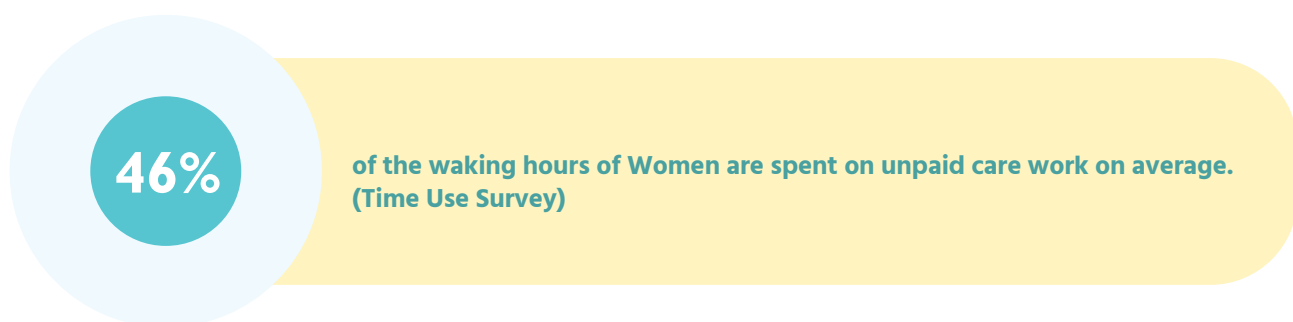 46%
of the waking hours of Women are spent on unpaid care work on average.
(Time Use Survey)